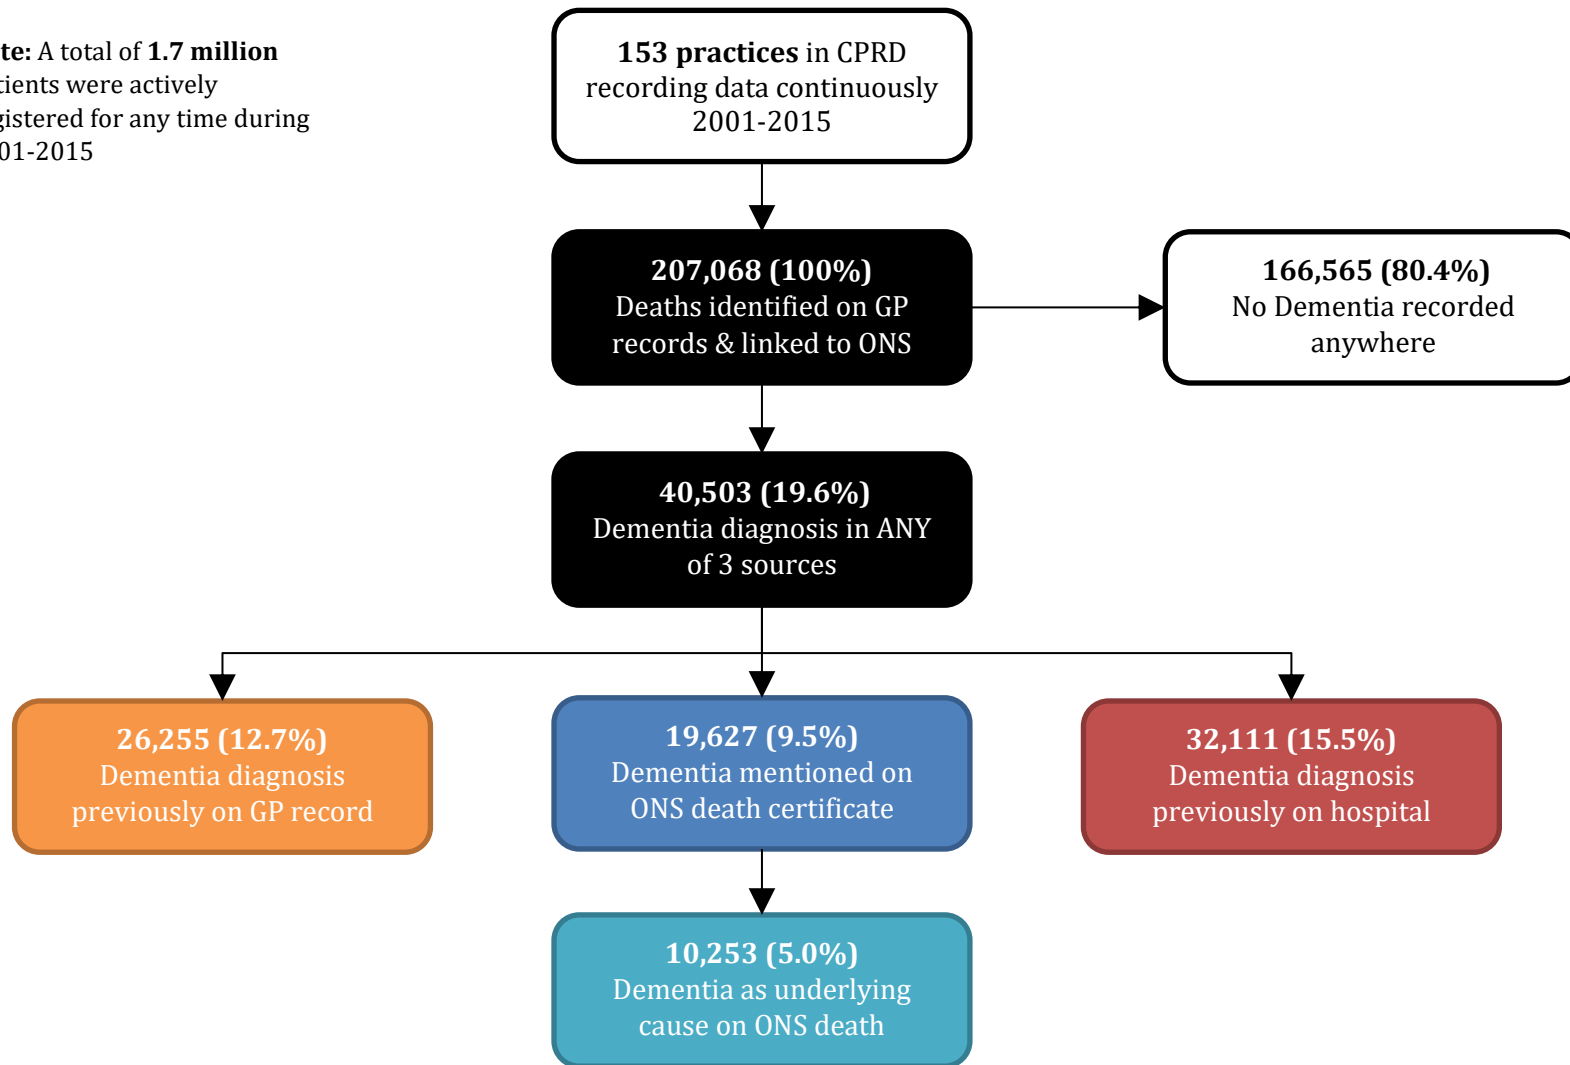 te: A total of 1.7 million
tients were actively
gistered for any time during
01-2015
153 practices in CPRD
recording data continuously
2001-2015
207,068 (100%)
Deaths identified on GP
records & linked to ONS
166,565 (80.4%)
No Dementia recorded
anywhere
40,503 (19.6%)
Dementia diagnosis in ANY
of 3 sources
26,255 (12.7%)
Dementia diagnosis
previously on GP record
19,627 (9.5%)
Dementia mentioned on
ONS death certificate
32,111 (15.5%)
Dementia diagnosis
previously on hospital
10,253 (5.0%)
Dementia as underlying
cause on ONS death